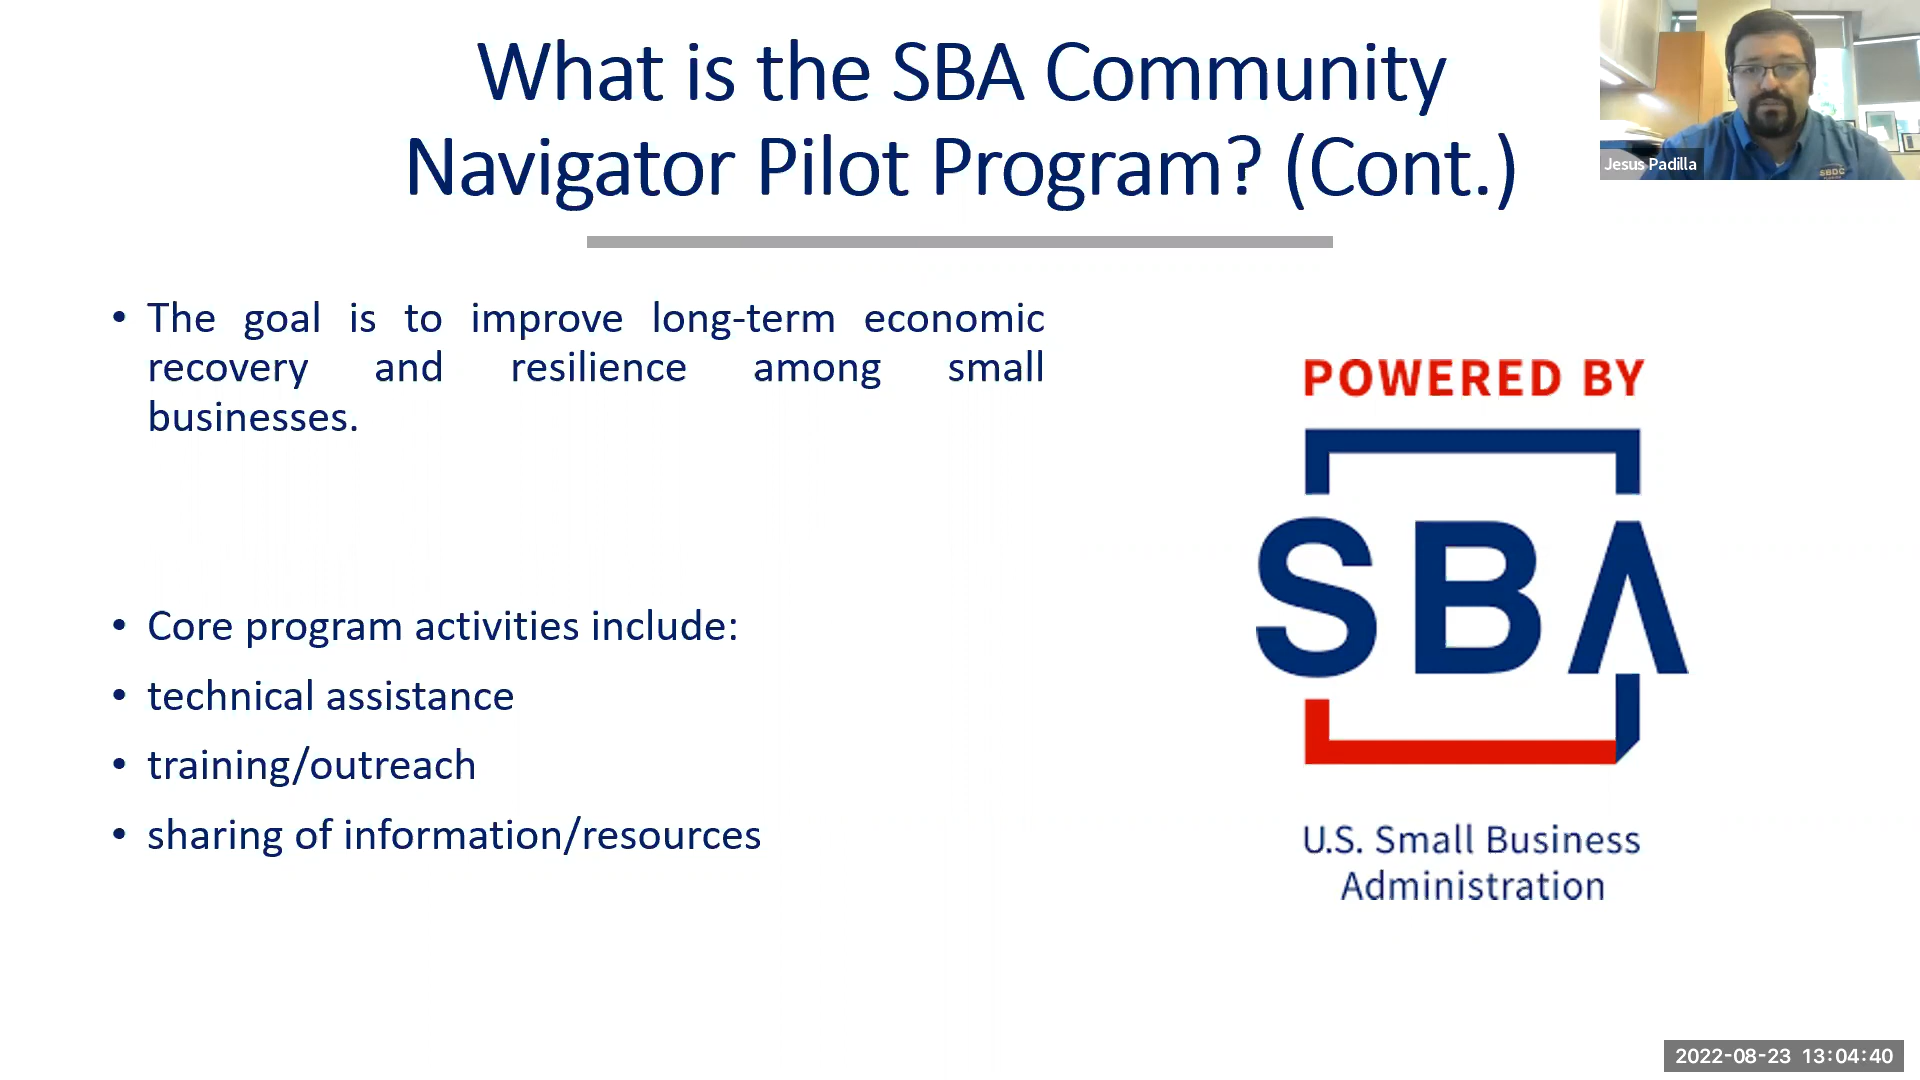 What is the SBA Community
Navigator Pilot Program? (Cont.)
Jesus Padilla
SBDC
• The goal is to improve long-term economic
recovery and resilience among small
businesses.
• Core program activities include:
• technical assistance
• training/outreach
• sharing of information/resources
POWERED BY
SBA
U.S. Small Business
Administration
2022-08-23 13:04:40